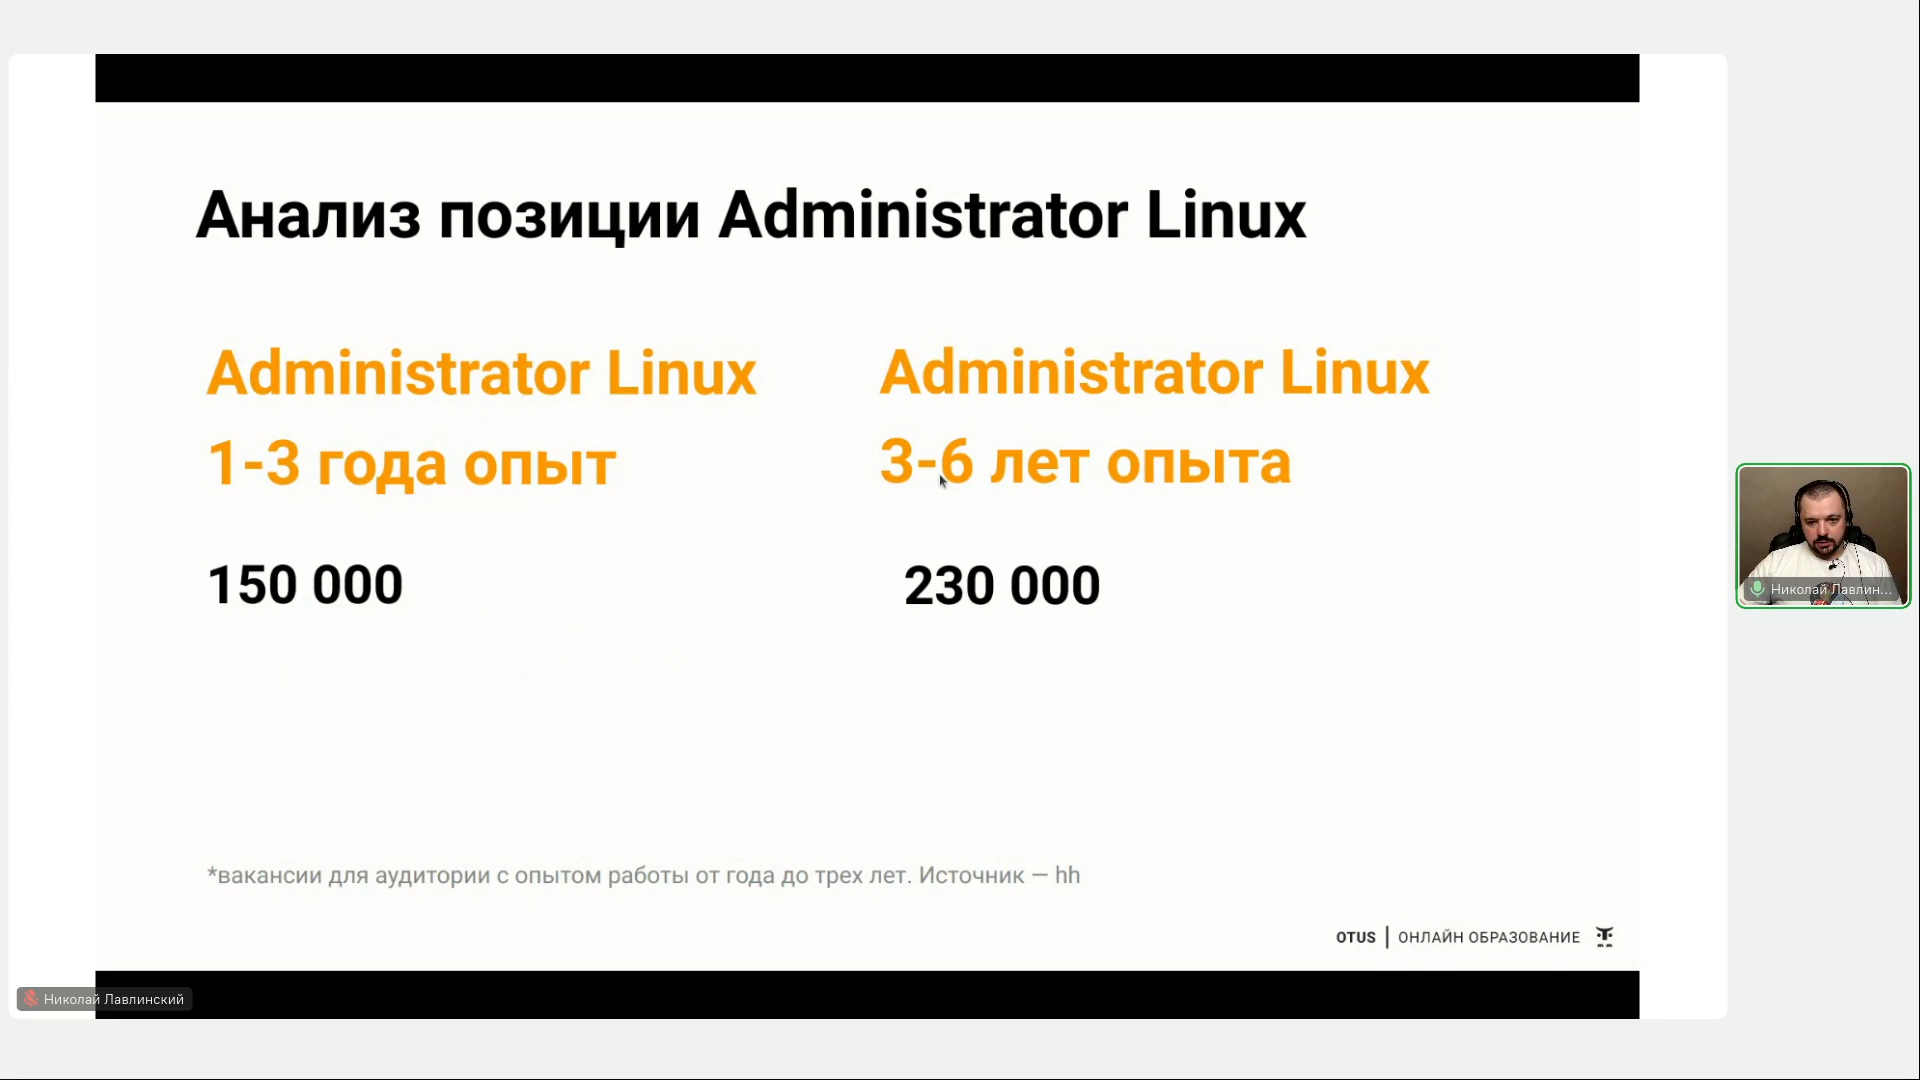 Анализ позиции Administrator Linux
Administrator Linux
1-3 года опыт
150 000
Administrator Linux
3-6 лет опыта
230 000
*вакансии для аудитории с опытом работы от года до трех лет. Источник — hh
OTUS | ОНЛАЙН ОБРАЗОВАНИЕ
Николай Лавлинский
Николай Лавлин...